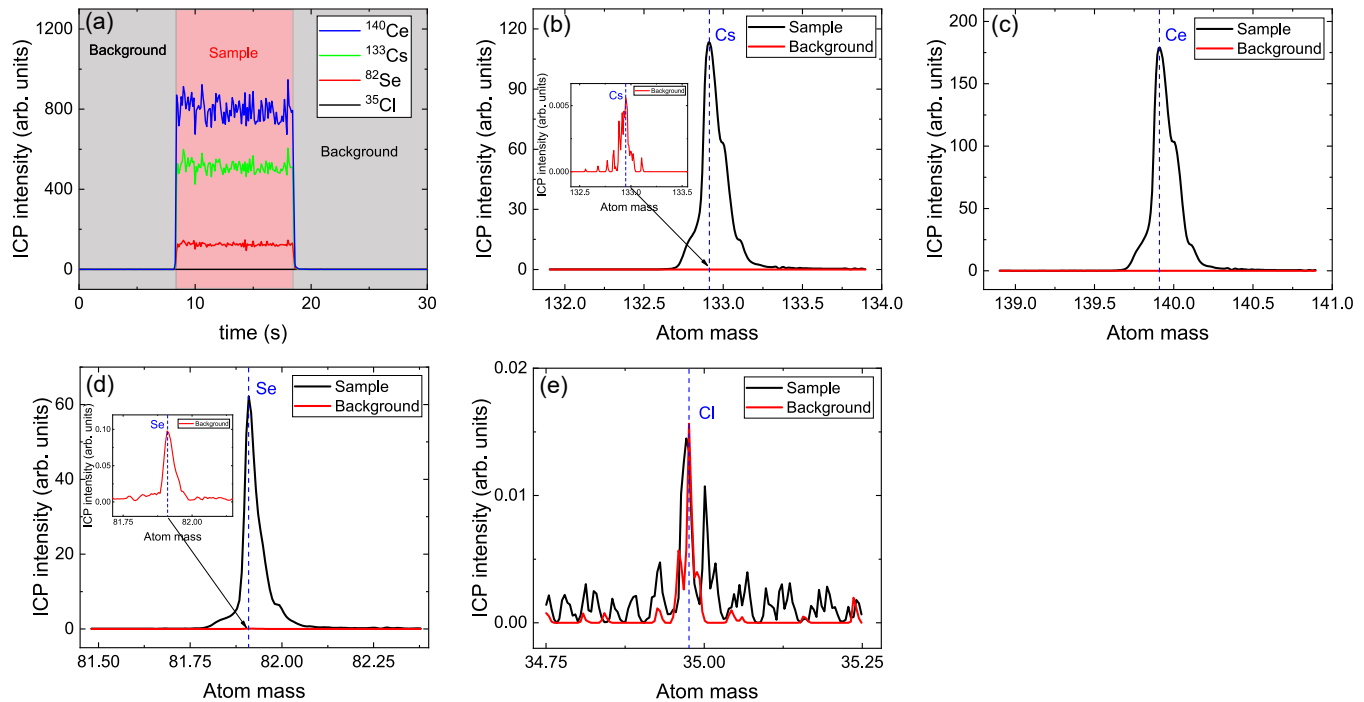 (a)
ICP intensity (arb. units)
1200
800
400
0
Background
Sample
Background
¹⁴⁰Ce
¹³³Cs
⁸²Se
³⁵Cl
0 10 20 30
time (s)
(b)
ICP intensity (arb. units)
120
90
60
30
0
Cs
Sample
Background
ICP intensity (arb. units)
0.005
0.000
Cs
Background
132.5 133.0 133.5
Atom mass
132.0 132.5 133.0 133.5 134.0
Atom mass
(c)
ICP intensity (arb. units)
200
150
100
50
0
Ce
Sample
Background
139.0 139.5 140.0 140.5 141.0
Atom mass
(d)
ICP intensity (arb. units)
60
40
20
0
Se
Sample
Background
ICP intensity (arb. units)
0.10
0.05
0.00
Se
Background
81.75 82.00
Atom mass
81.50 81.75 82.00 82.25
Atom mass
(e)
ICP intensity (arb. units)
0.02
0.01
0.00
Cl
Sample
Background
34.75 35.00 35.25
Atom mass